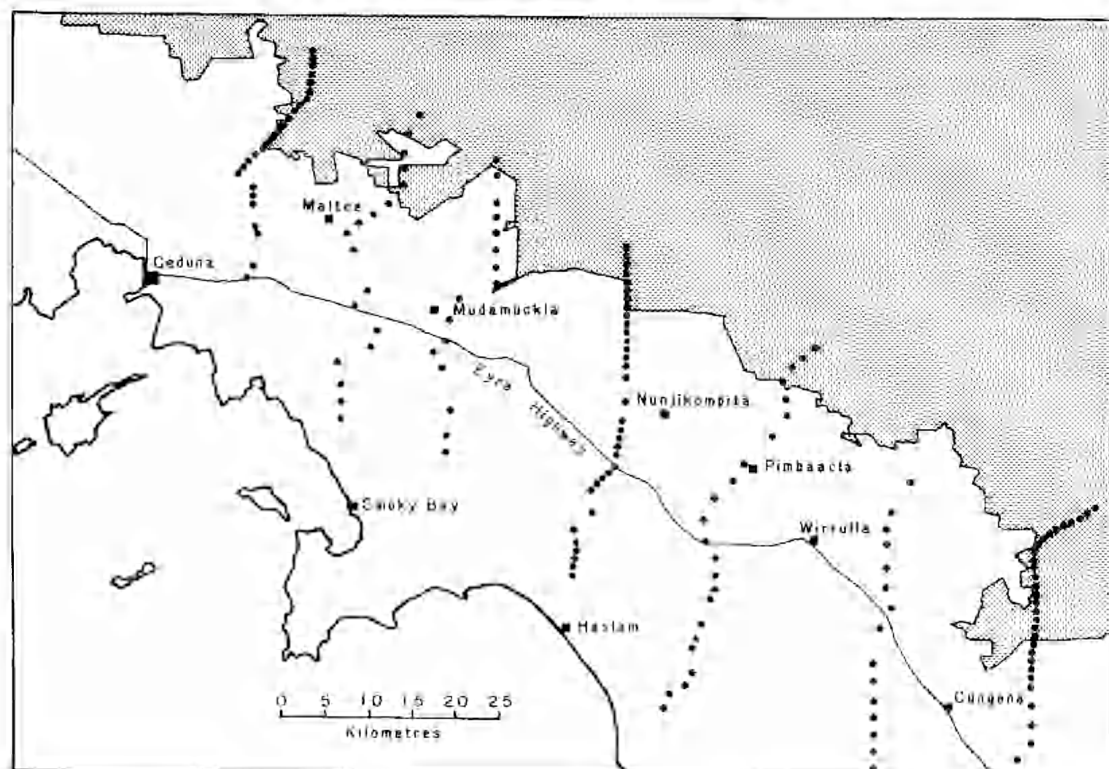 Maltee
Ceduna
Mudamuckla
Eyre Highway
Nunjikompita
Pimbaacla
Smoky Bay
Wirrulla
Haslam
Cungena
0 5 10 15 20 25
Kilometres